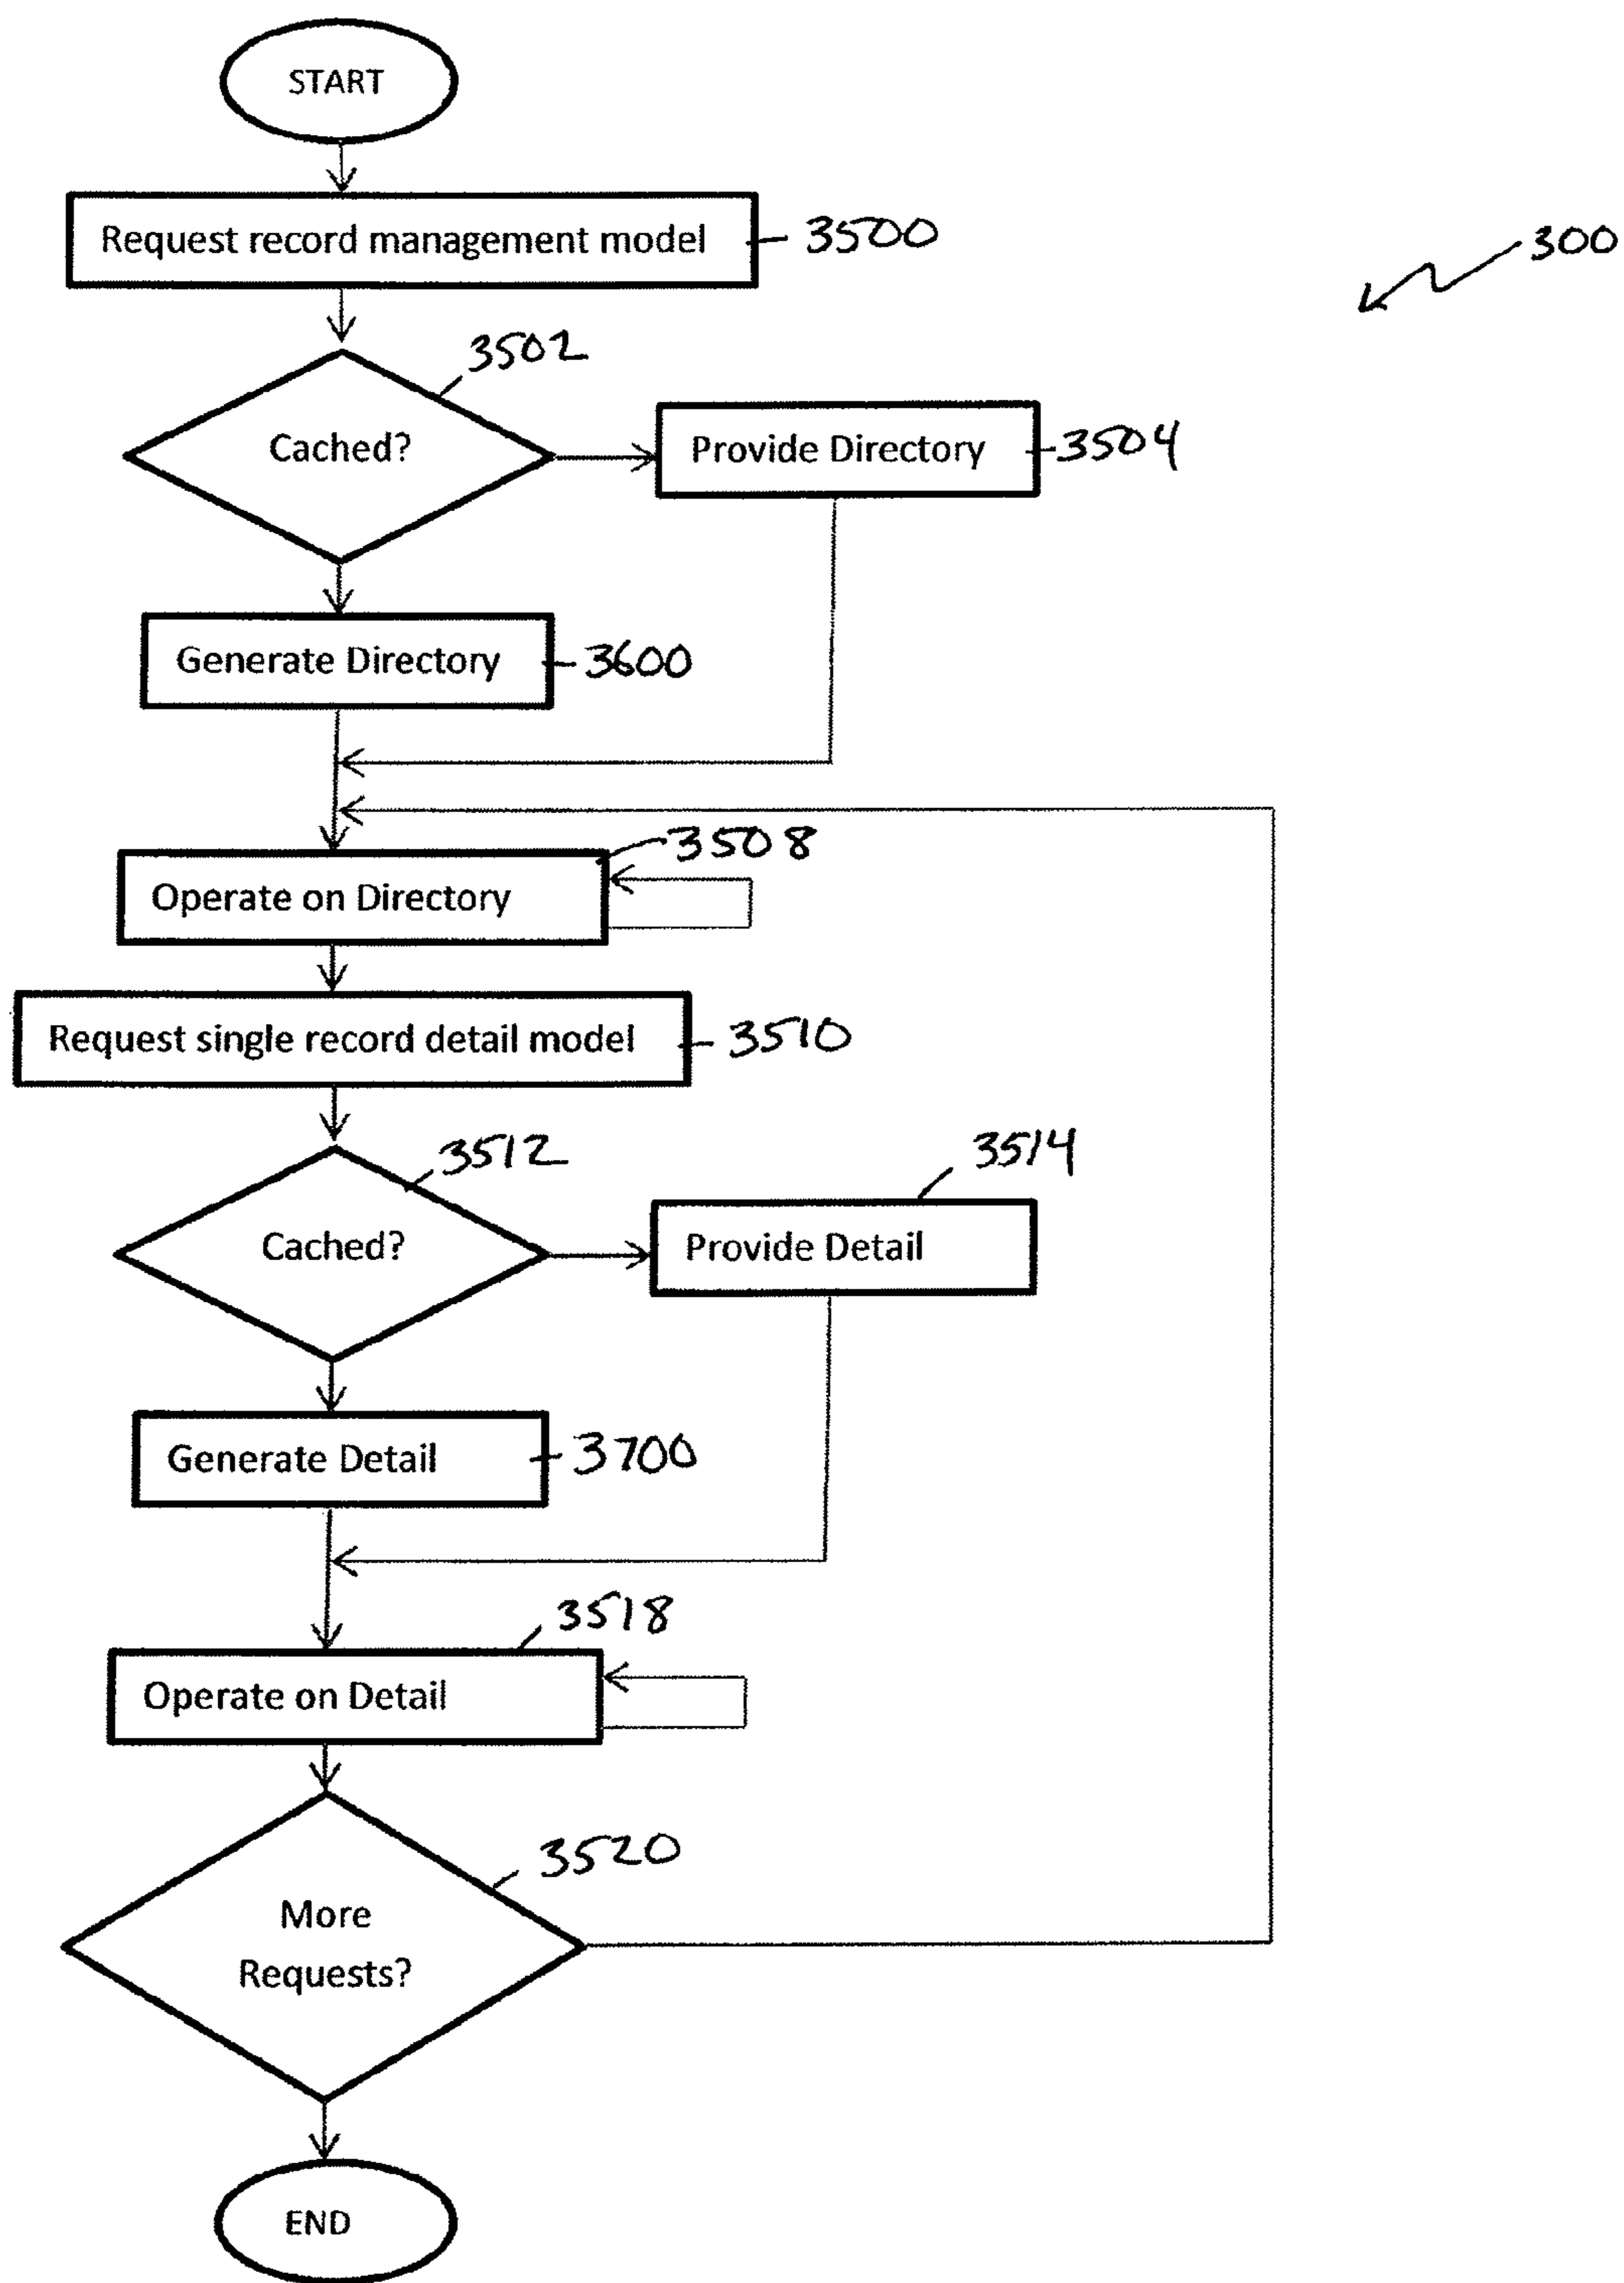 START
Request record management model
3500
300
3502
Cached?
Provide Directory
3504
Generate Directory
3600
3508
Operate on Directory
Request single record detail model
3510
3512
3514
Cached?
Provide Detail
Generate Detail
3700
3518
Operate on Detail
3520
More
Requests?
END